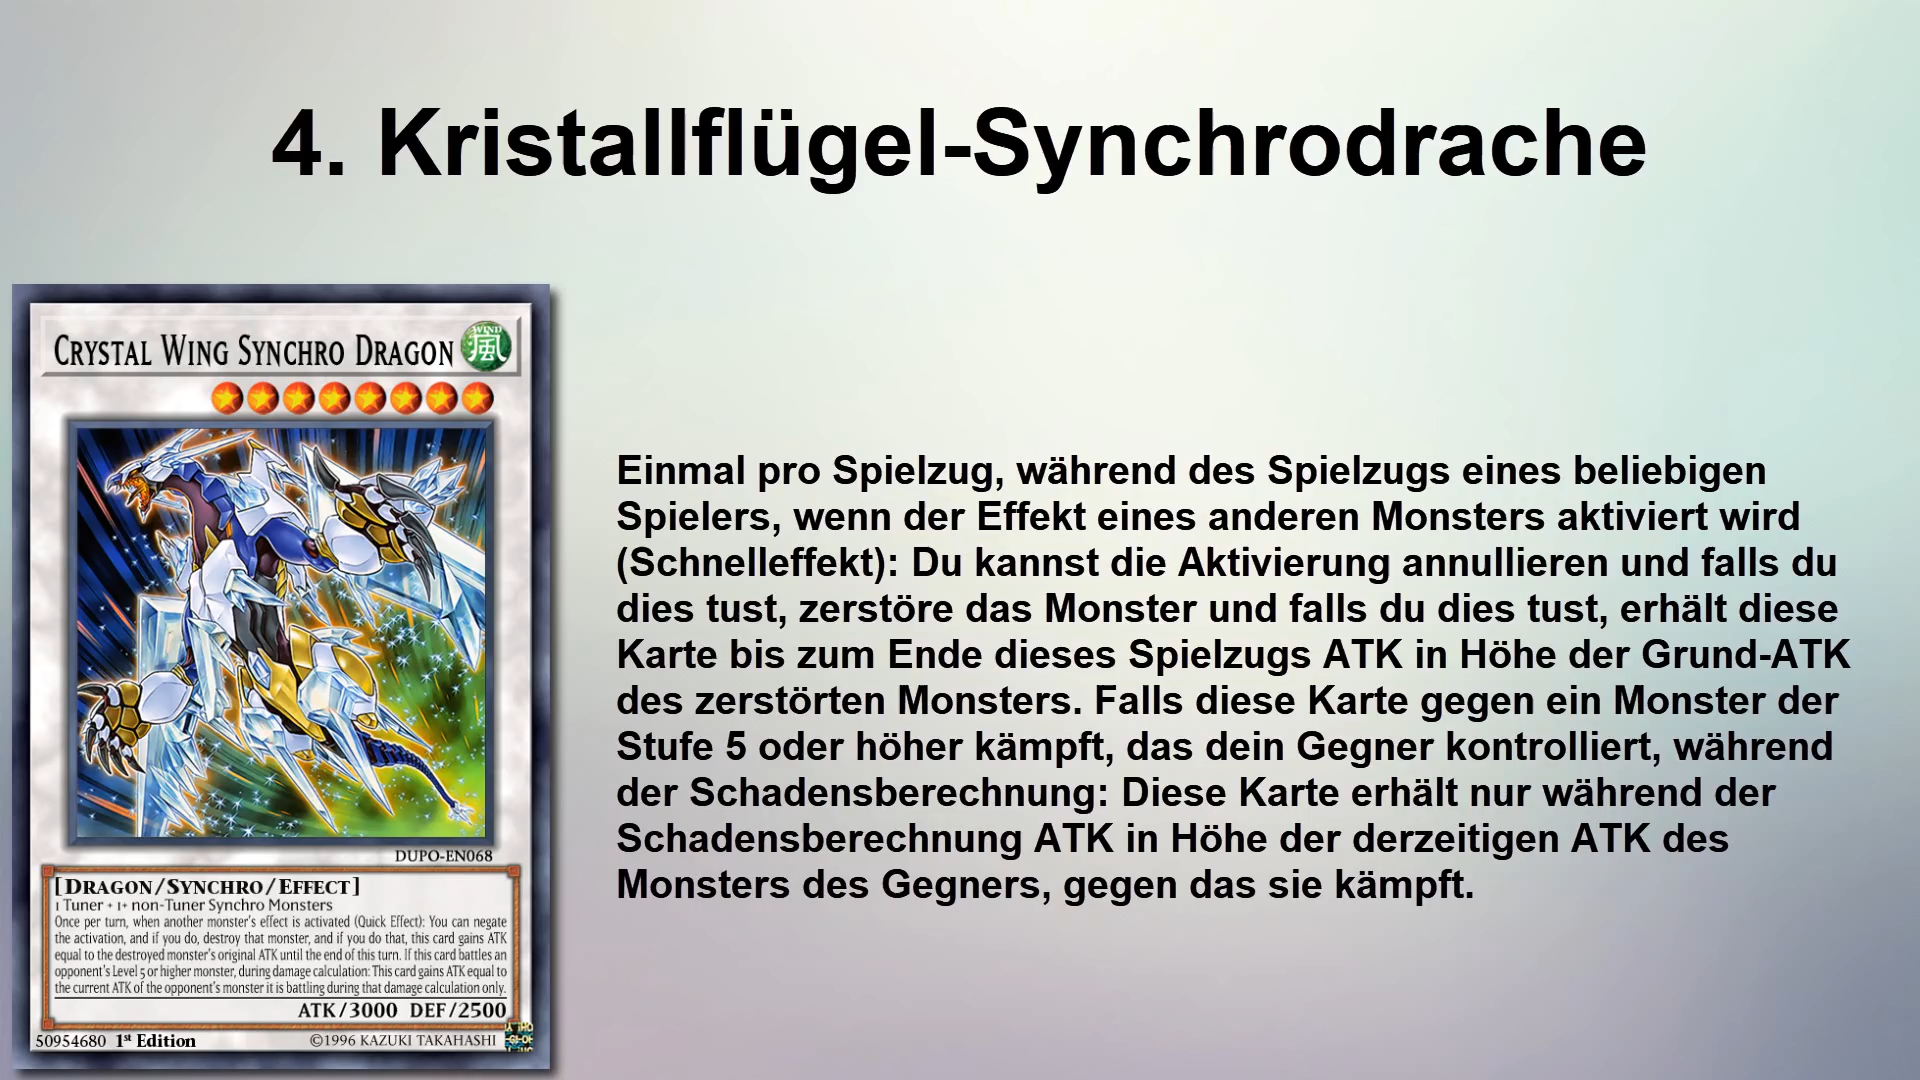 4. Kristallflügel-Synchrodrache
CRYSTAL WING SYNCHRO DRAGON
WIND
風
DUPO-EN068
[DRAGON/SYNCHRO/EFFECT]
1 Tuner + 1+ non-Tuner Synchro Monsters
Once per turn, when another monster's effect is activated (Quick Effect): You can negate
the activation, and if you do, destroy that monster, and if you do that, this card gains ATK
equal to the destroyed monster's original ATK until the end of this turn. If this card battles an
opponent's Level 5 or higher monster, during damage calculation: This card gains ATK equal to
the current ATK of the opponent's monster it is battling during that damage calculation only.
ATK/3000 DEF/2500
50954680 1st Edition ©1996 KAZUKI TAKAHASHI
Einmal pro Spielzug, während des Spielzugs eines beliebigen
Spielers, wenn der Effekt eines anderen Monsters aktiviert wird
(Schnelleffekt): Du kannst die Aktivierung annullieren und falls du
dies tust, zerstöre das Monster und falls du dies tust, erhält diese
Karte bis zum Ende dieses Spielzugs ATK in Höhe der Grund-ATK
des zerstörten Monsters. Falls diese Karte gegen ein Monster der
Stufe 5 oder höher kämpft, das dein Gegner kontrolliert, während
der Schadensberechnung: Diese Karte erhält nur während der
Schadensberechnung ATK in Höhe der derzeitigen ATK des
Monsters des Gegners, gegen das sie kämpft.